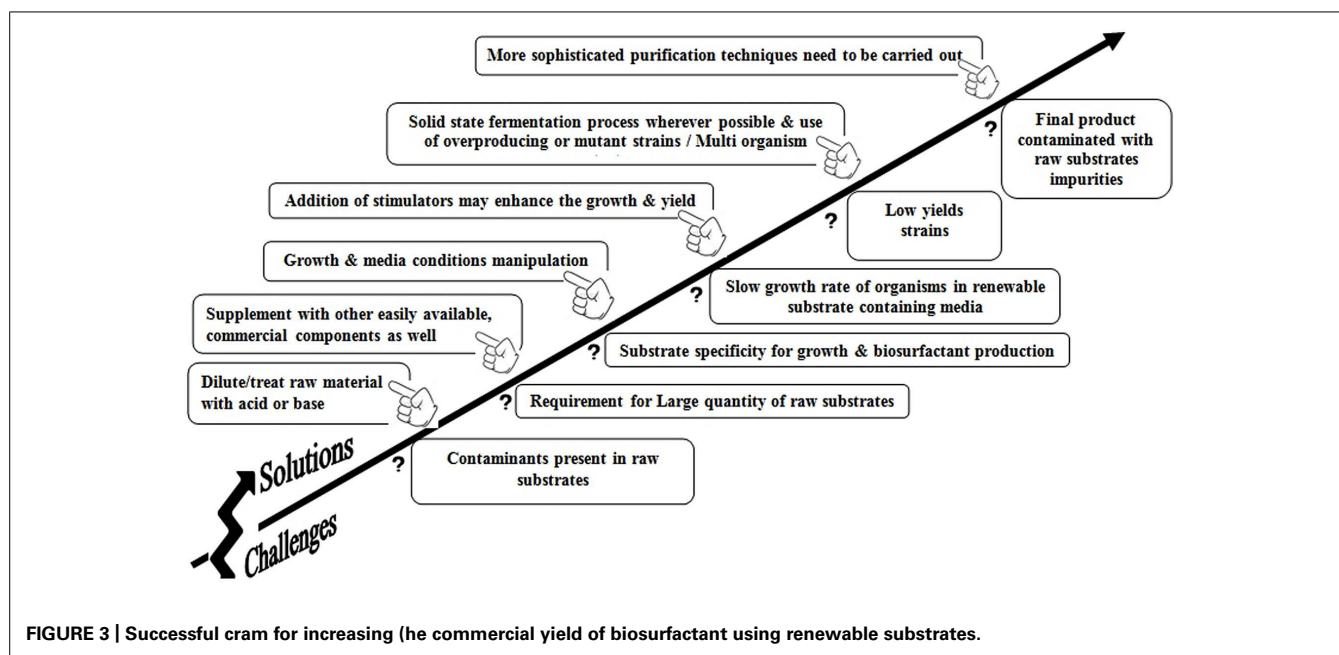 More sophisticated purification techniques need to be carried out
Solid state fermentation process wherever possible & use
of overproducing or mutant strains / Multi organism
?
Final product
contaminated with
raw substrates
impurities
Addition of stimulators may enhance the growth & yield
?
Low yields
strains
Growth & media conditions manipulation
?
Slow growth rate of organisms in renewable
substrate containing media
Supplement with other easily available,
commercial components as well
?
Substrate specificity for growth & biosurfactant production
Dilute/treat raw material
with acid or base
?
Requirement for Large quantity of raw substrates
?
Contaminants present in raw
substrates
Solutions
Challenges
FIGURE 3 | Successful cram for increasing (he commercial yield of biosurfactant using renewable substrates.